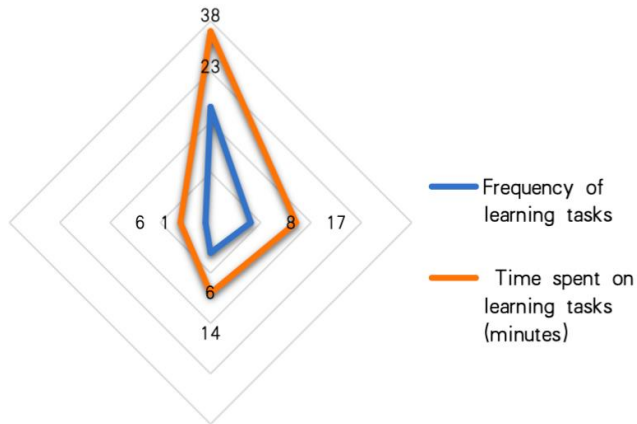 38
23
6 1 8 17
6
14
Frequency of
learning tasks
Time spent on
learning tasks
(minutes)